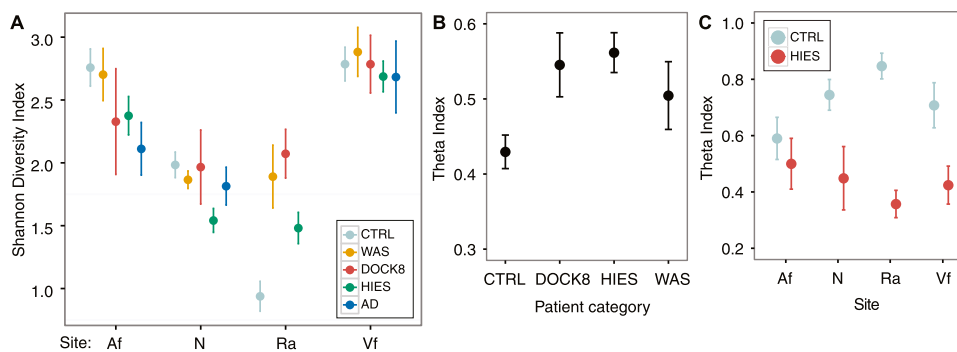 A
Shannon Diversity Index
3.0
2.5
2.0
1.5
1.0
CTRL
WAS
DOCK8
HIES
AD
Site: Af N Ra Vf
B
Theta Index
0.6
0.5
0.4
0.3
CTRL DOCK8 HIES WAS
Patient category
C
Theta Index
1.0
0.8
0.6
0.4
0.2
CTRL
HIES
Af N Ra Vf
Site